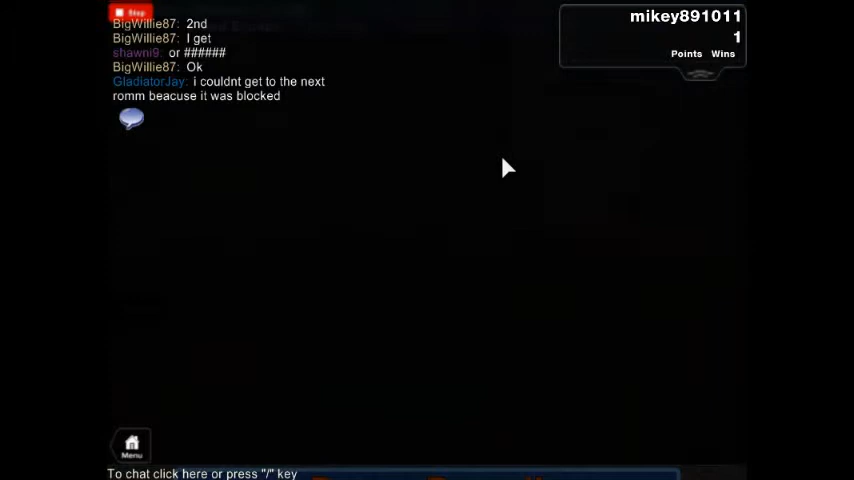 Stop
BigWillie87: 2nd
BigWillie87: I get
shawni9: or ######
BigWillie87: Ok
GladiatorJay: i couldnt get to the next
romm beacuse it was blocked
mikey891011
1
Points Wins
Menu
To chat click here or press "/" key